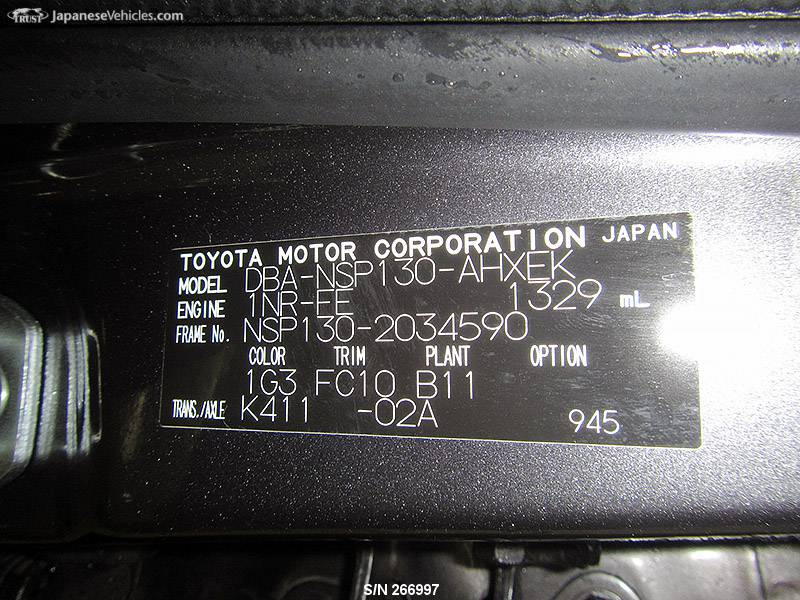 TRUST JapaneseVehicles.com
TOYOTA MOTOR CORPORATION JAPAN
MODEL DBA-NSP130-AHXEK
ENGINE 1NR-FE 1329 mL
FRAME No. NSP130-2034590
COLOR TRIM PLANT OPTION
1G3 FC10 B11
TRANS./AXLE K411 -02A 945
S/N 266997